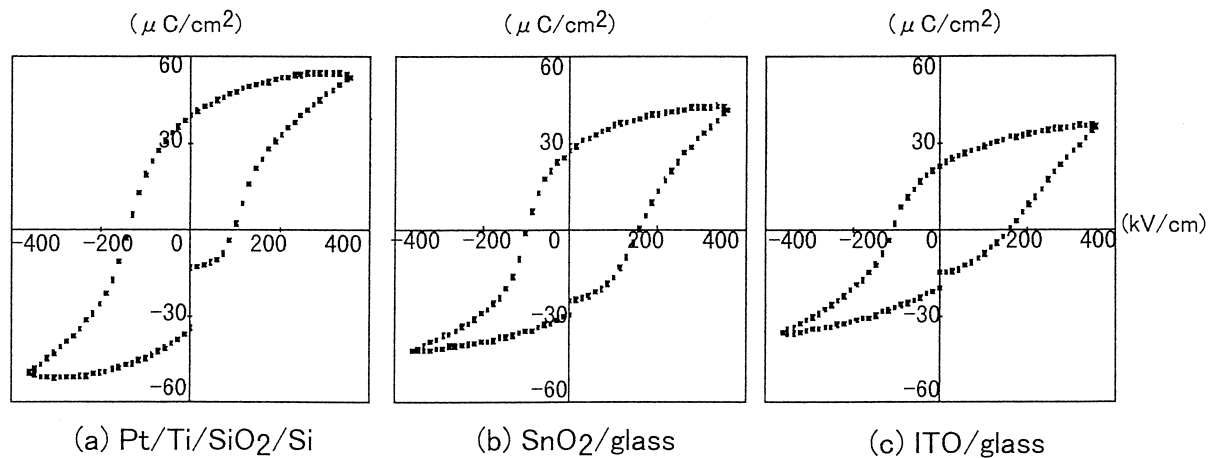 (μC/cm2) (μC/cm2) (μC/cm2)
60 60 60
30 30 30
-400 -200 0 200 400 -400 -200 0 200 400 -400 -200 0 200 400 (kV/cm)
-30 -30 -30
-60 -60 -60
(a) Pt/Ti/SiO2/Si (b) SnO2/glass (c) ITO/glass